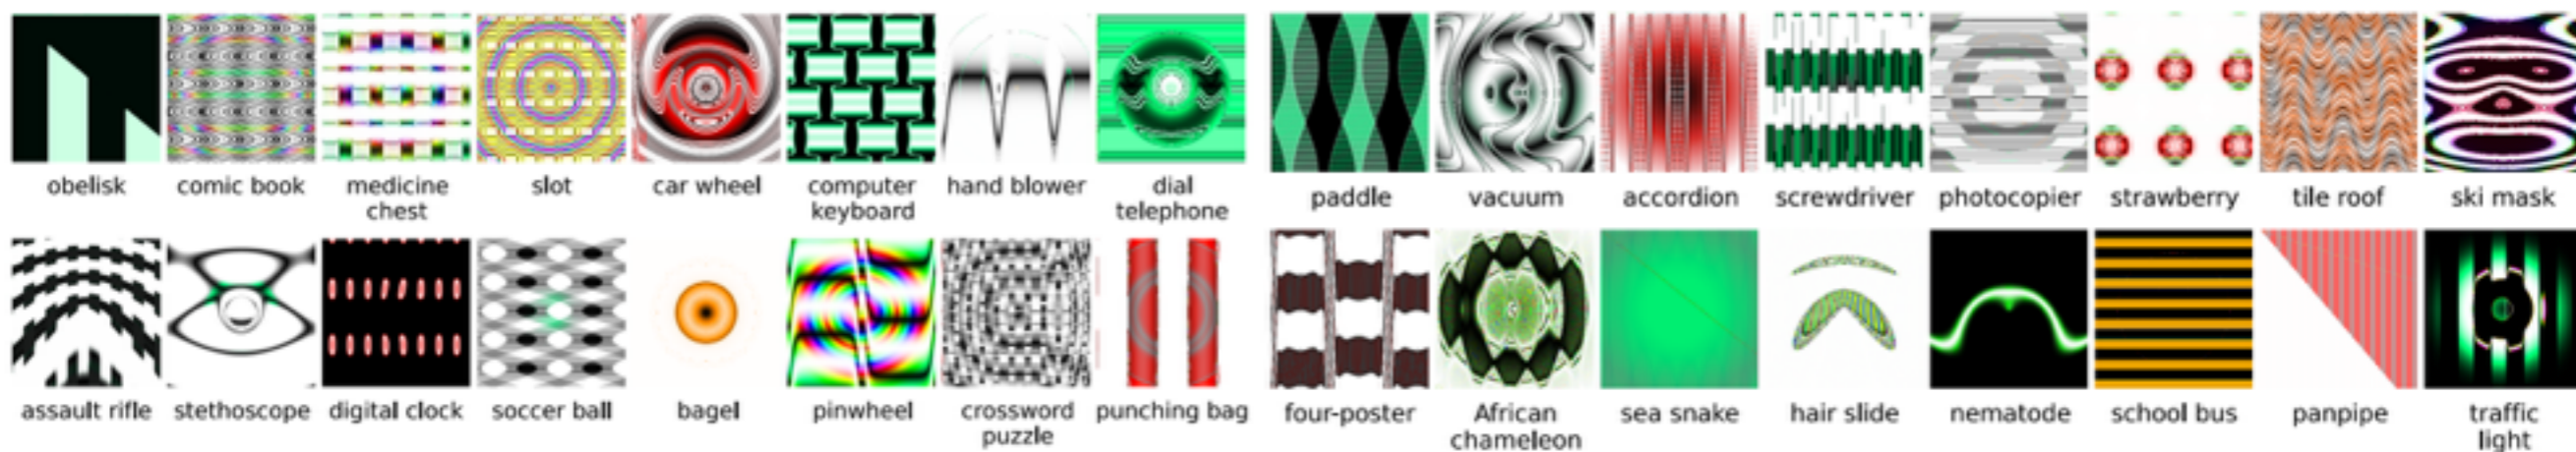 obelisk
comic book
medicine
chest
slot
car wheel
computer
keyboard
hand blower
dial
telephone
paddle
vacuum
accordion
screwdriver
photocopier
strawberry
tile roof
ski mask
assault rifle
stethoscope
digital clock
soccer ball
bagel
pinwheel
crossword
puzzle
punching bag
four-poster
African
chameleon
sea snake
hair slide
nematode
school bus
panpipe
traffic
light